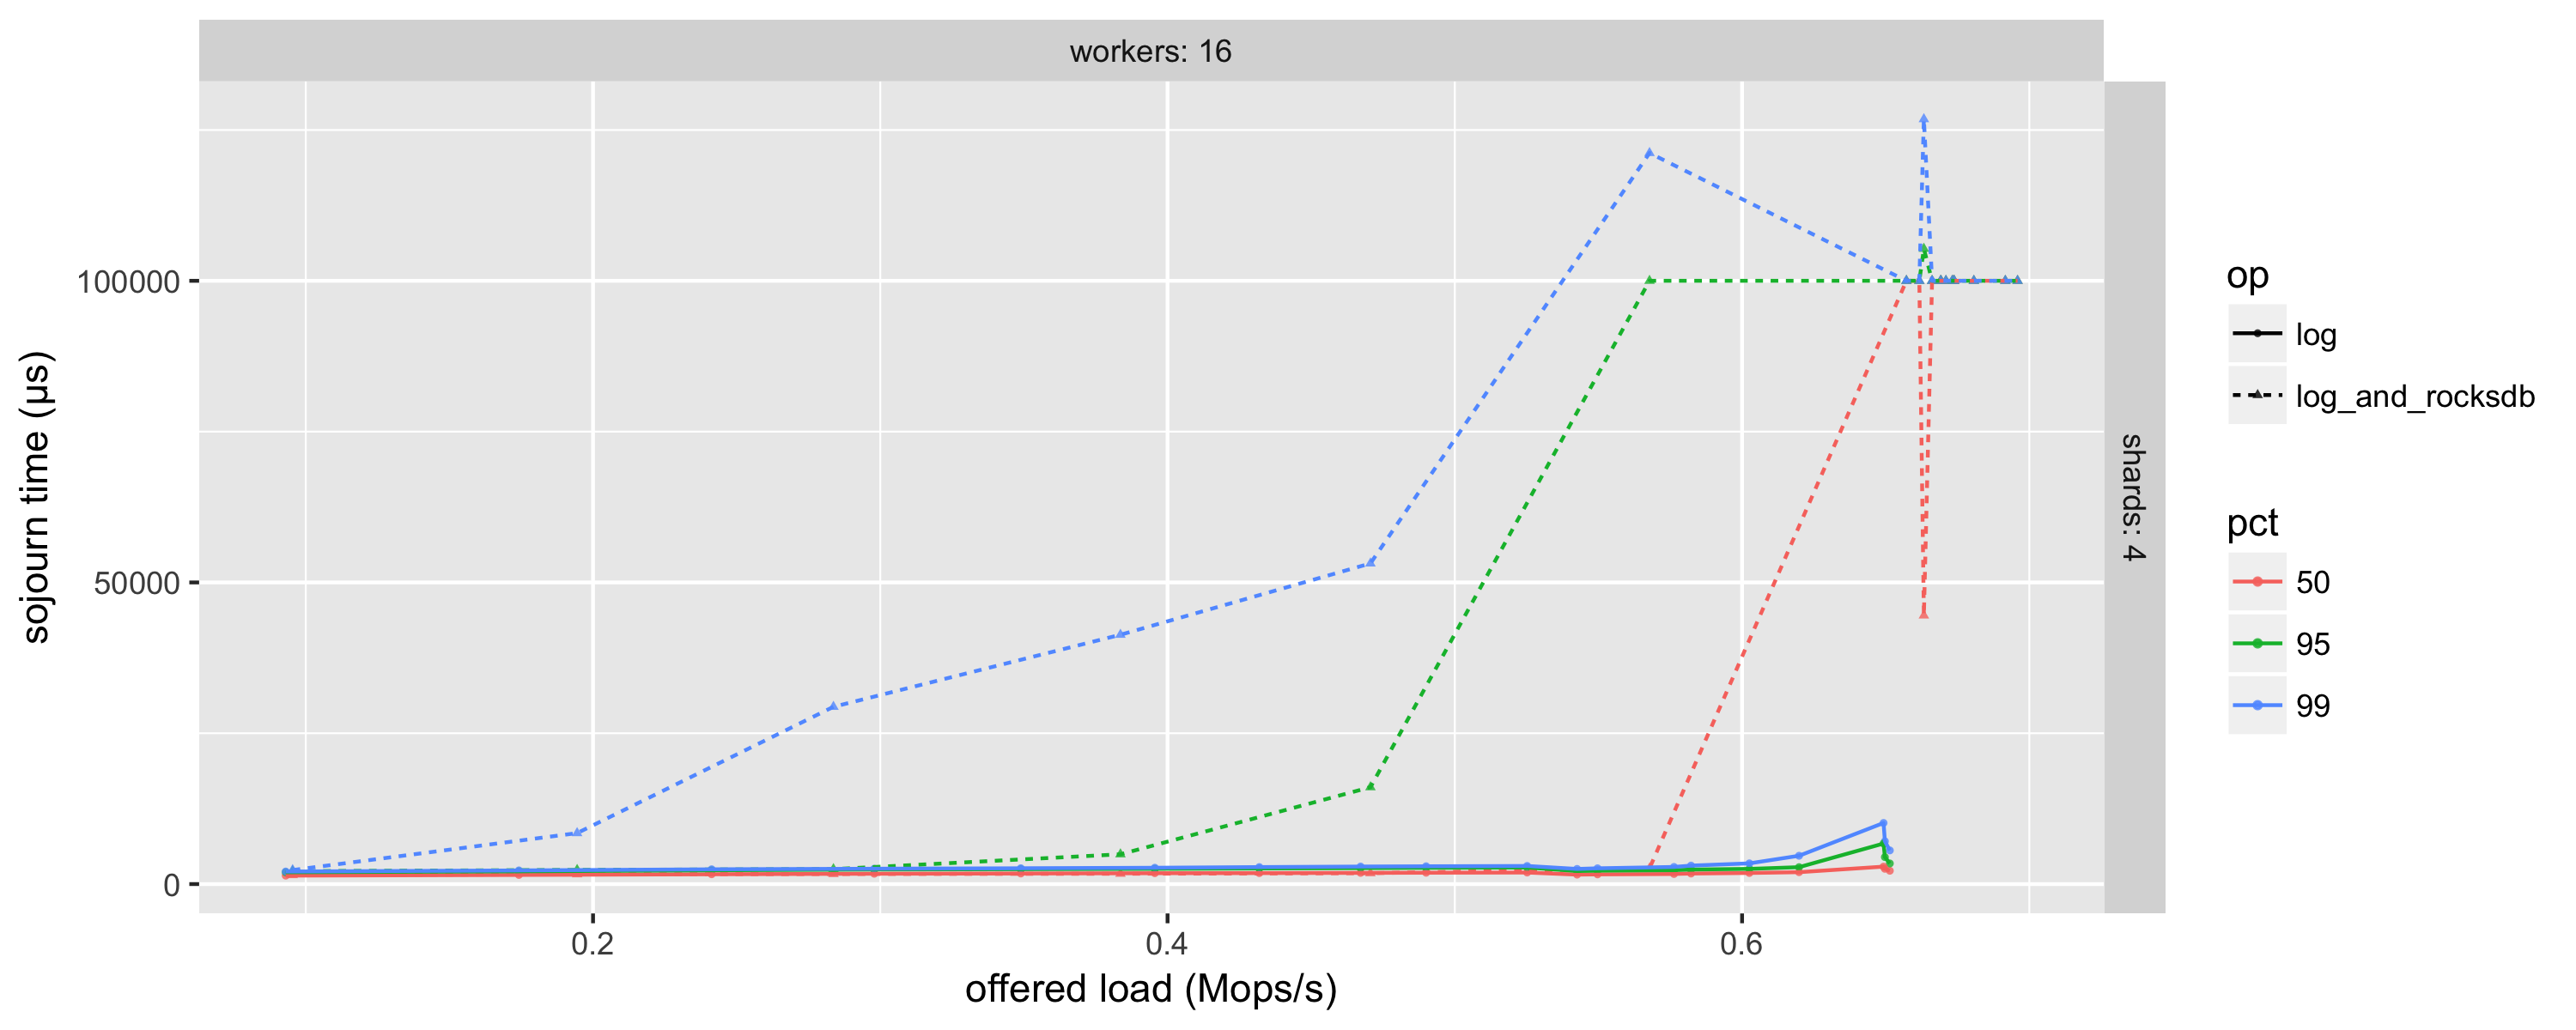 workers: 16
shards: 4
sojourn time (µs)
100000
50000
0
0.2
0.4
0.6
offered load (Mops/s)
op
log
log_and_rocksdb
pct
50
95
99